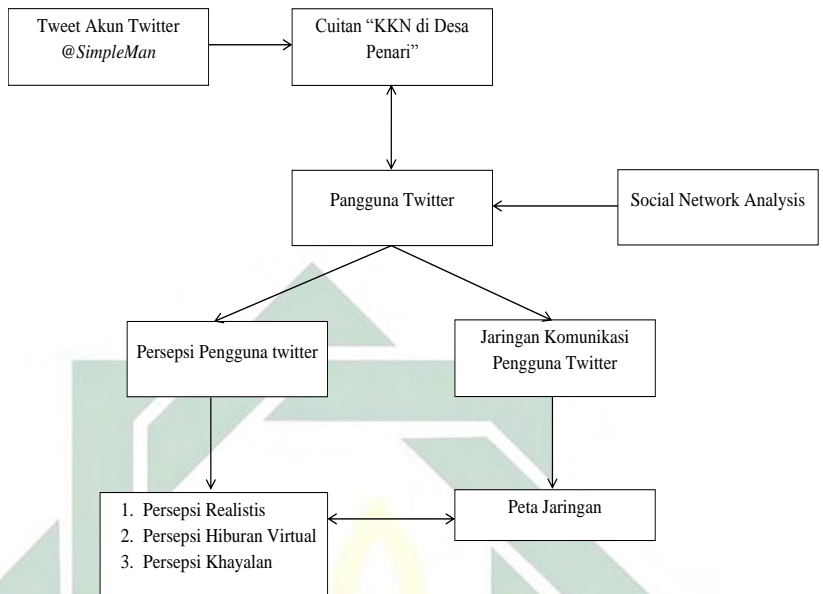 Tweet Akun Twitter
@SimpleMan
Cuitan “KKN di Desa
Penari”
Pangguna Twitter
Social Network Analysis
Persepsi Pengguna twitter
Jaringan Komunikasi
Pengguna Twitter
1. Persepsi Realistis
2. Persepsi Hiburan Virtual
3. Persepsi Khayalan
Peta Jaringan